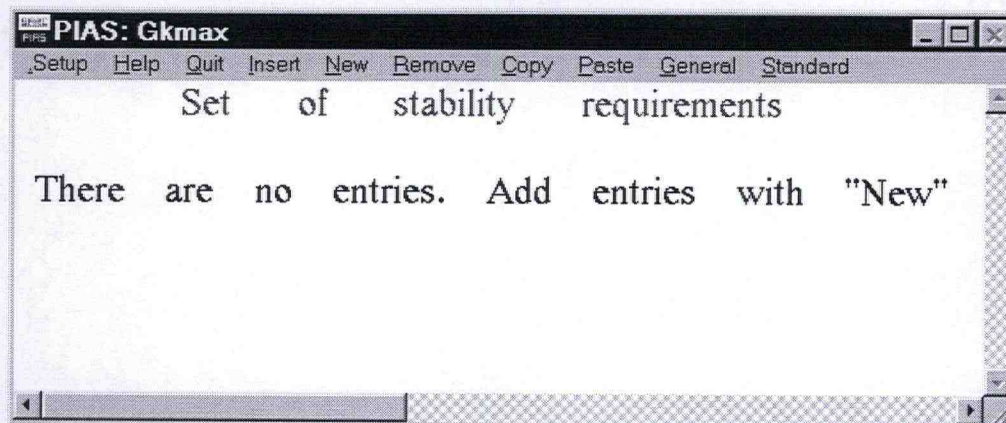 PIAS: Gkmax
Setup Help Quit Insert New Remove Copy Paste General Standard
Set of stability requirements
There are no entries. Add entries with "New"